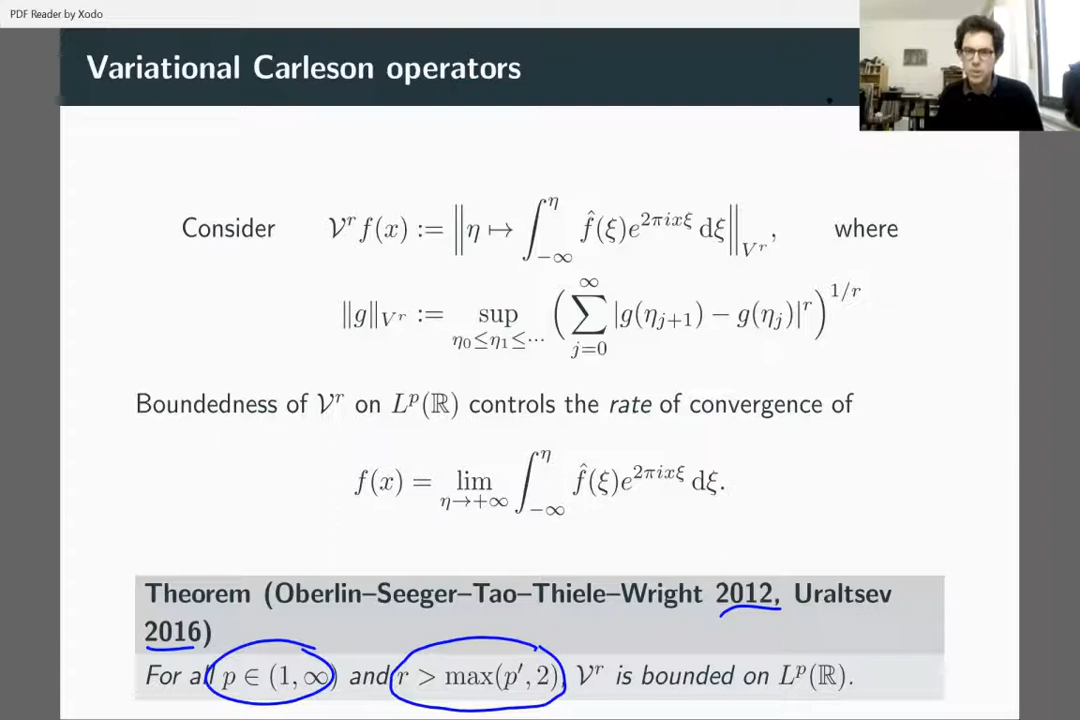 PDF Reader by Xodo
Variational Carleson operators
Consider 𝒱ʳf(x) := ‖η ↦ ∫_{−∞}^{η} f̂(ξ)e^{2πixξ} dξ‖_{Vʳ}, where
‖g‖_{Vʳ} := sup_{η₀≤η₁≤⋯} (∑_{j=0}^{∞} |g(η_{j+1}) − g(η_j)|ʳ)^{1/r}
Boundedness of 𝒱ʳ on Lᵖ(ℝ) controls the rate of convergence of
f(x) = lim_{η→+∞} ∫_{−∞}^{η} f̂(ξ)e^{2πixξ} dξ.
Theorem (Oberlin–Seeger–Tao–Thiele–Wright 2012, Uraltsev
2016)
For all p ∈ (1, ∞) and r > max(p′, 2), 𝒱ʳ is bounded on Lᵖ(ℝ).